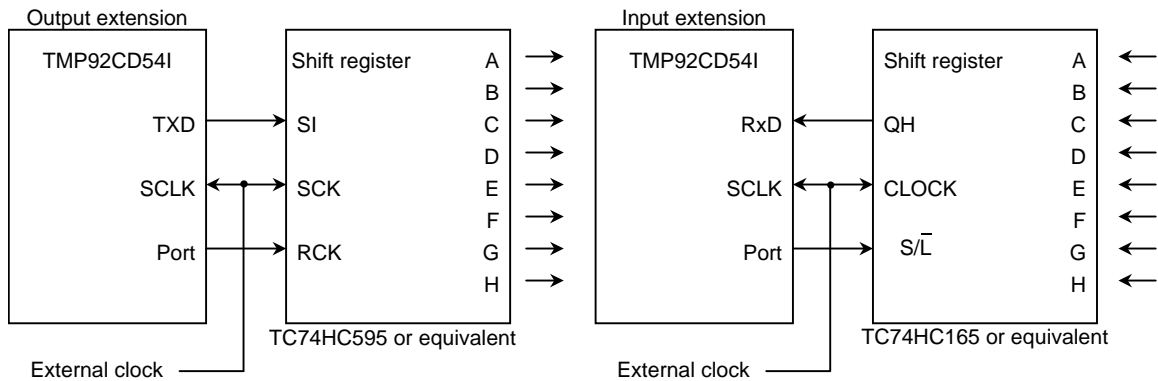 Output extension
TMP92CD54I
TXD
SCLK
Port
Shift register
SI
SCK
RCK
A
B
C
D
E
F
G
H
TC74HC595 or equivalent
External clock
Input extension
TMP92CD54I
RxD
SCLK
Port
Shift register
QH
CLOCK
S/L̅
A
B
C
D
E
F
G
H
TC74HC165 or equivalent
External clock